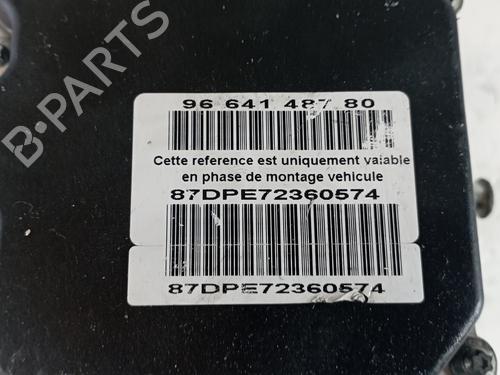 B-PARTS
96 641 487 80
Cette reference est uniquement valable
en phase de montage vehicule
87DPE72360574
87DPE72360574